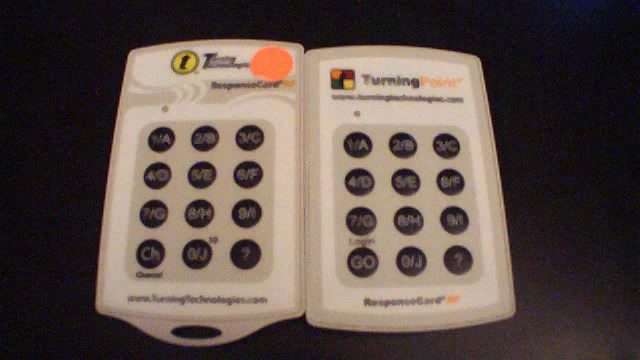 Turning
Technologies
ResponseCard RF
1/A 2/B 3/C
4/D 5/E 6/F
7/G 8/H 9/I
10
Ch 0/J ?
Channel
www.TurningTechnologies.com
TurningPoint
www.turningtechnologies.com
1/A 2/B 3/C
4/D 5/E 6/F
7/G 8/H 9/I
Login
GO 0/J ?
ResponseCard RF